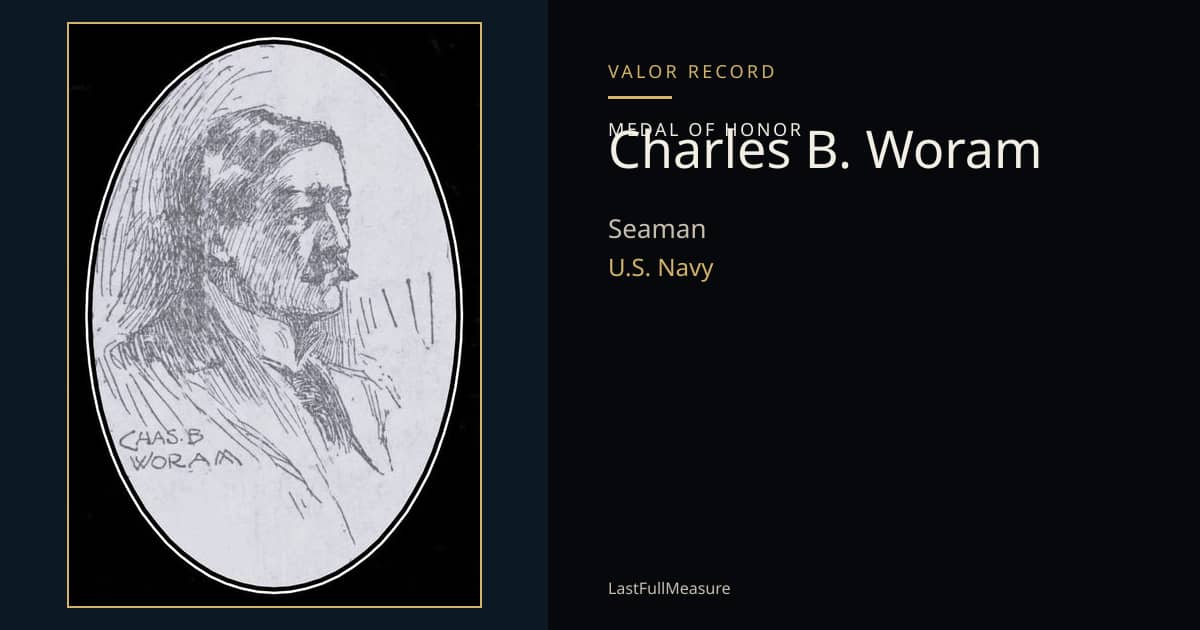 CHAS. B
WORAM
VALOR RECORD
MEDAL OF HONOR
Charles B. Woram
Seaman
U.S. Navy
LastFullMeasure